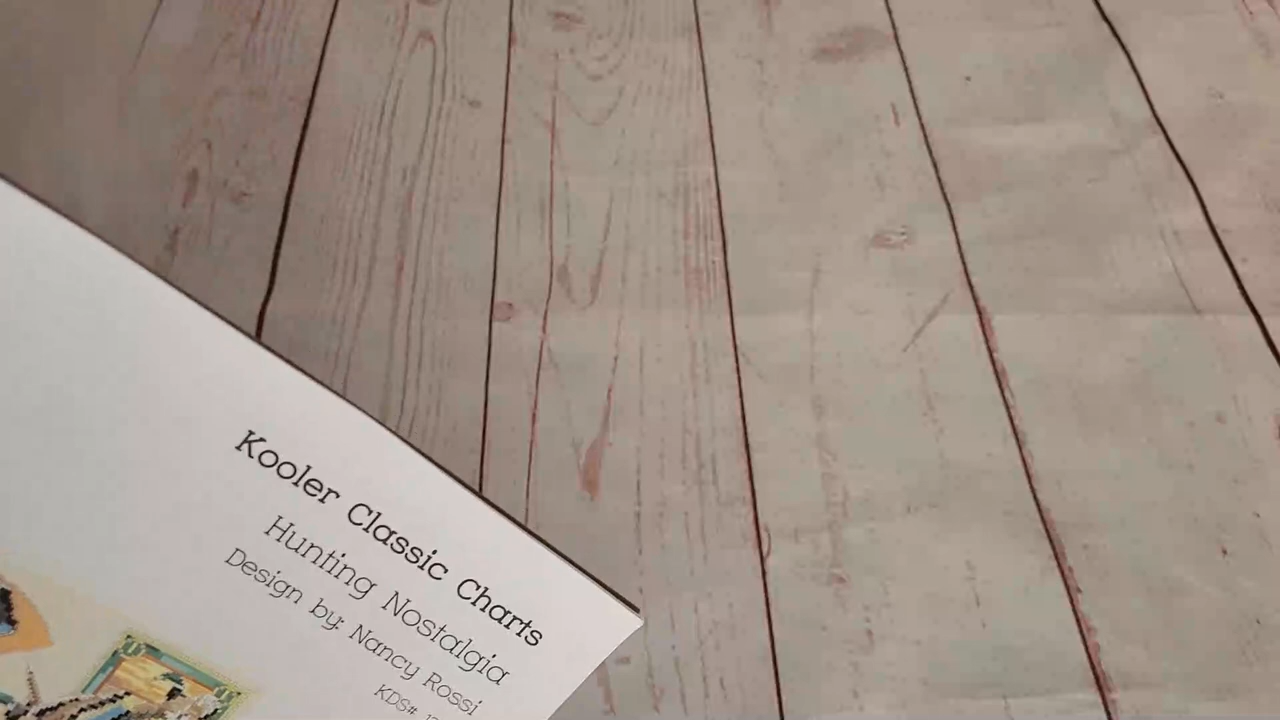 Kooler Classic Charts
Hunting Nostalgia
Design by: Nancy Rossi
KDS#